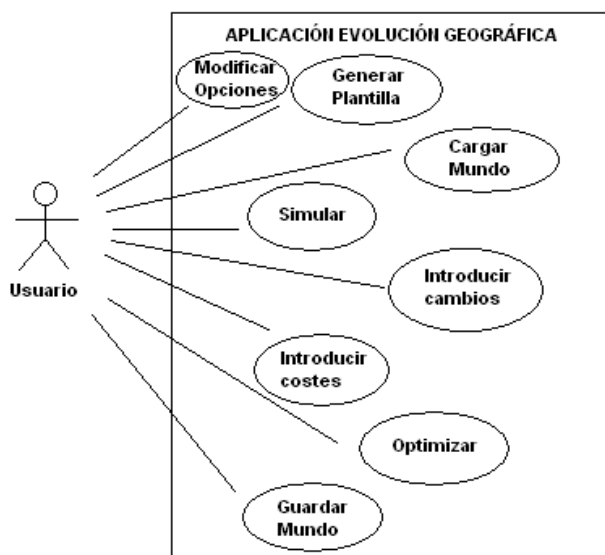 APLICACIÓN EVOLUCIÓN GEOGRÁFICA
Modificar
Opciones
Generar
Plantilla
Cargar
Mundo
Simular
Usuario
Introducir
cambios
Introducir
costes
Optimizar
Guardar
Mundo